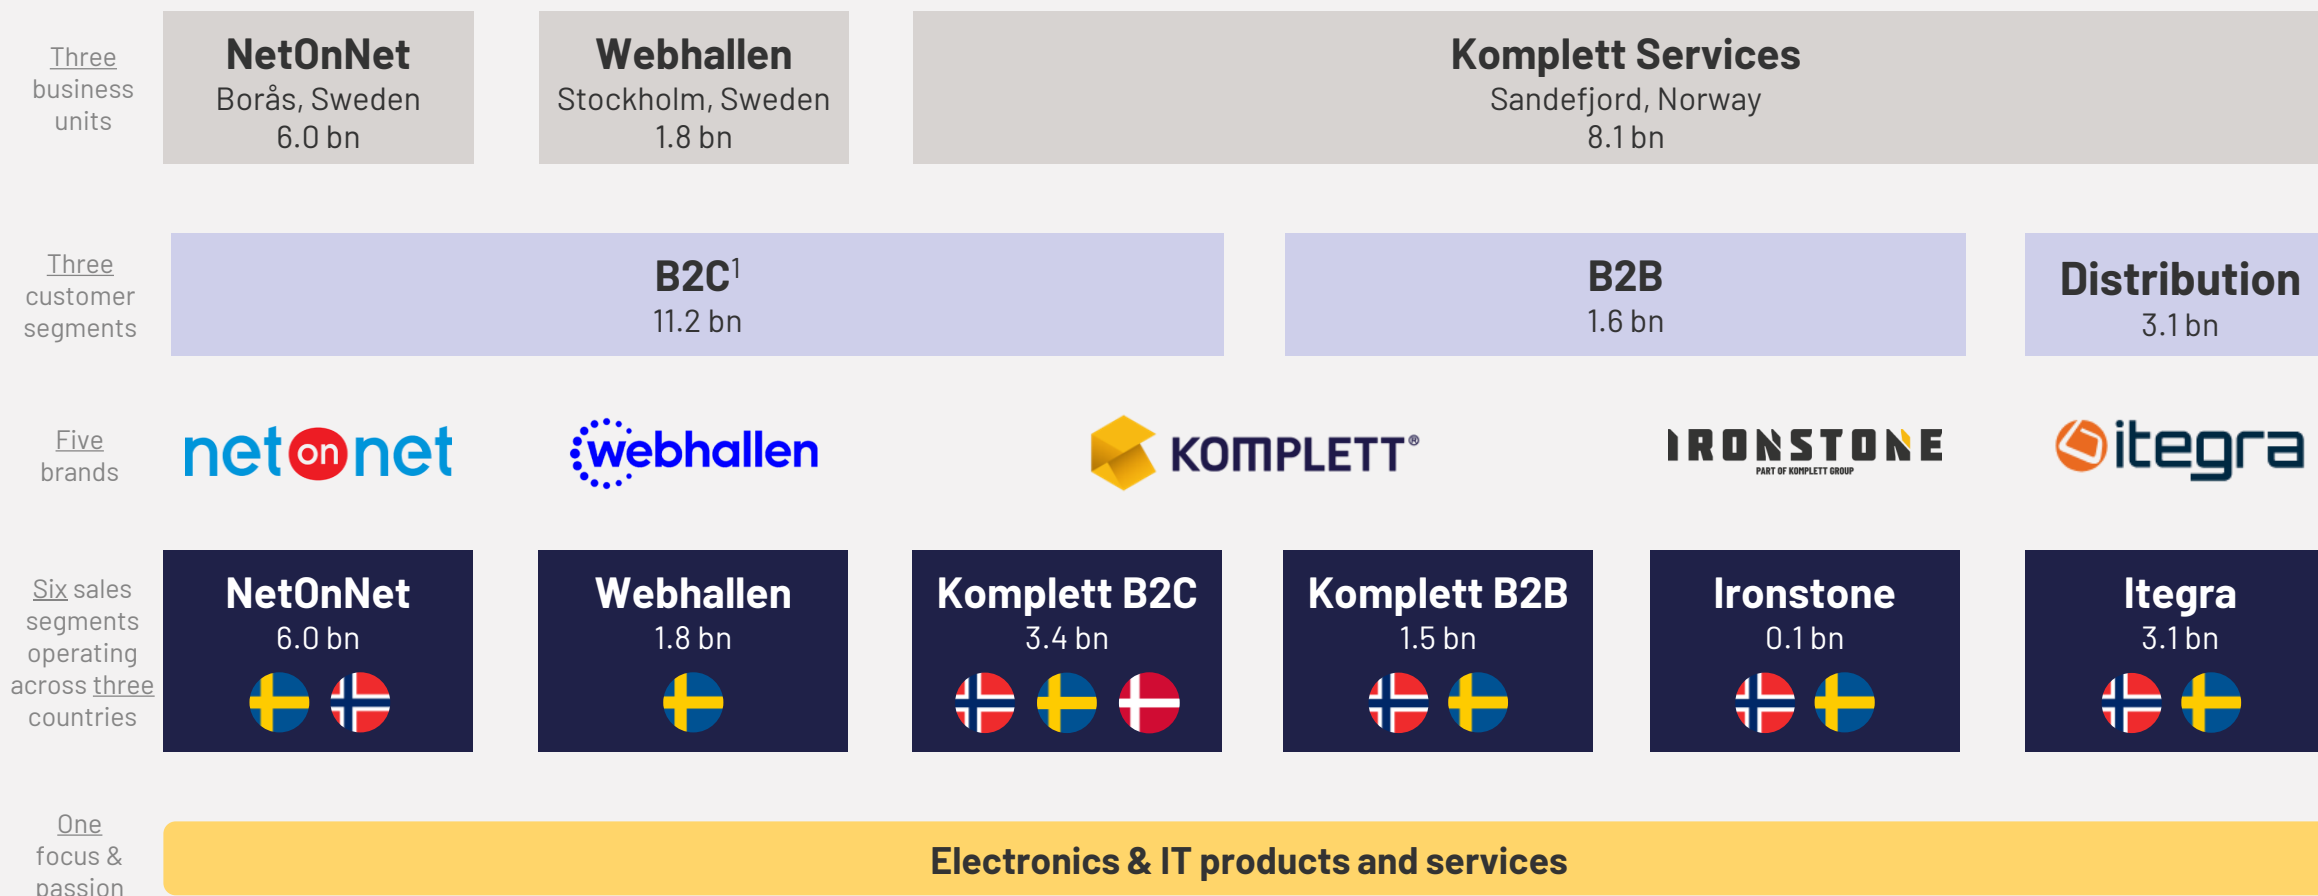 Three
business
units
NetOnNet
Borås, Sweden
6.0 bn
Webhallen
Stockholm, Sweden
1.8 bn
Komplett Services
Sandefjord, Norway
8.1 bn
Three
customer
segments
B2C¹
11.2 bn
B2B
1.6 bn
Distribution
3.1 bn
Five
brands
netonnet
webhallen
KOMPLETT®
IRONSTONE
PART OF KOMPLETT GROUP
itegra
Six sales
segments
operating
across three
countries
NetOnNet
6.0 bn
Webhallen
1.8 bn
Komplett B2C
3.4 bn
Komplett B2B
1.5 bn
Ironstone
0.1 bn
Itegra
3.1 bn
One
focus &
passion
Electronics & IT products and services